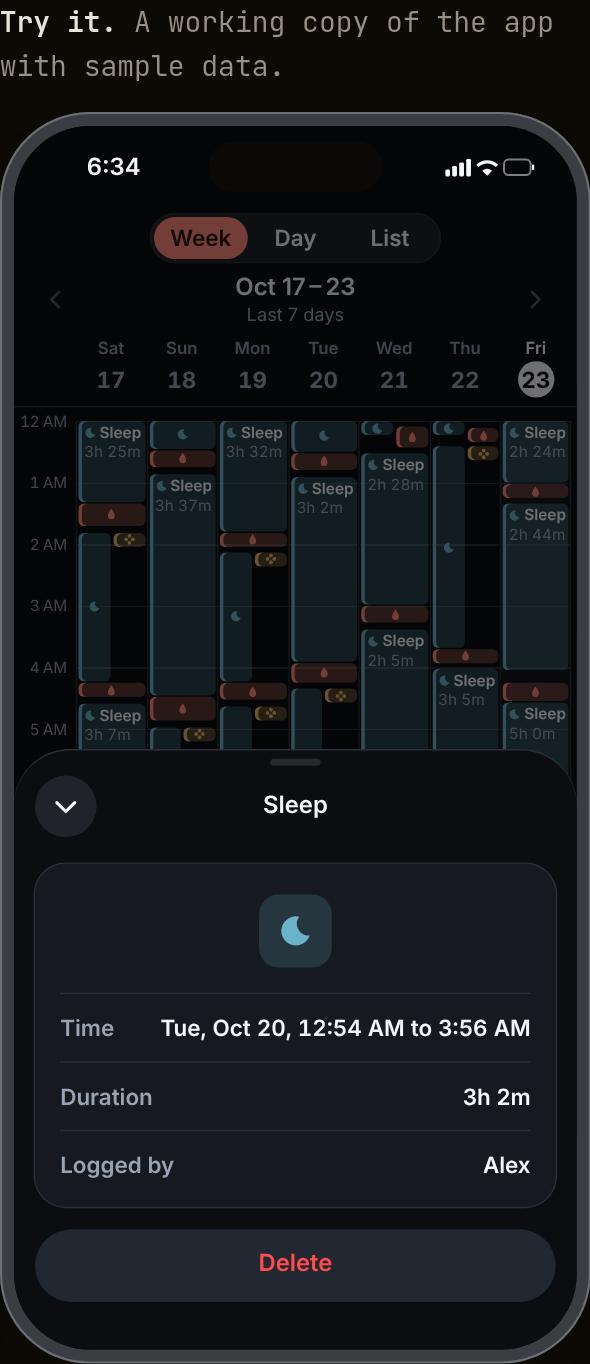 Try it. A working copy of the app
with sample data.
6:34
Week Day List
Oct 17 – 23
Last 7 days
Sat Sun Mon Tue Wed Thu Fri
17 18 19 20 21 22 23
12 AM
Sleep
3h 25m
Sleep
3h 32m
Sleep
2h 24m
Sleep
2h 28m
1 AM
Sleep
3h 37m
Sleep
3h 2m
Sleep
2h 44m
2 AM
3 AM
Sleep
2h 5m
4 AM
Sleep
3h 5m
Sleep
3h 7m
Sleep
5h 0m
5 AM
Sleep
Time Tue, Oct 20, 12:54 AM to 3:56 AM
Duration 3h 2m
Logged by Alex
Delete